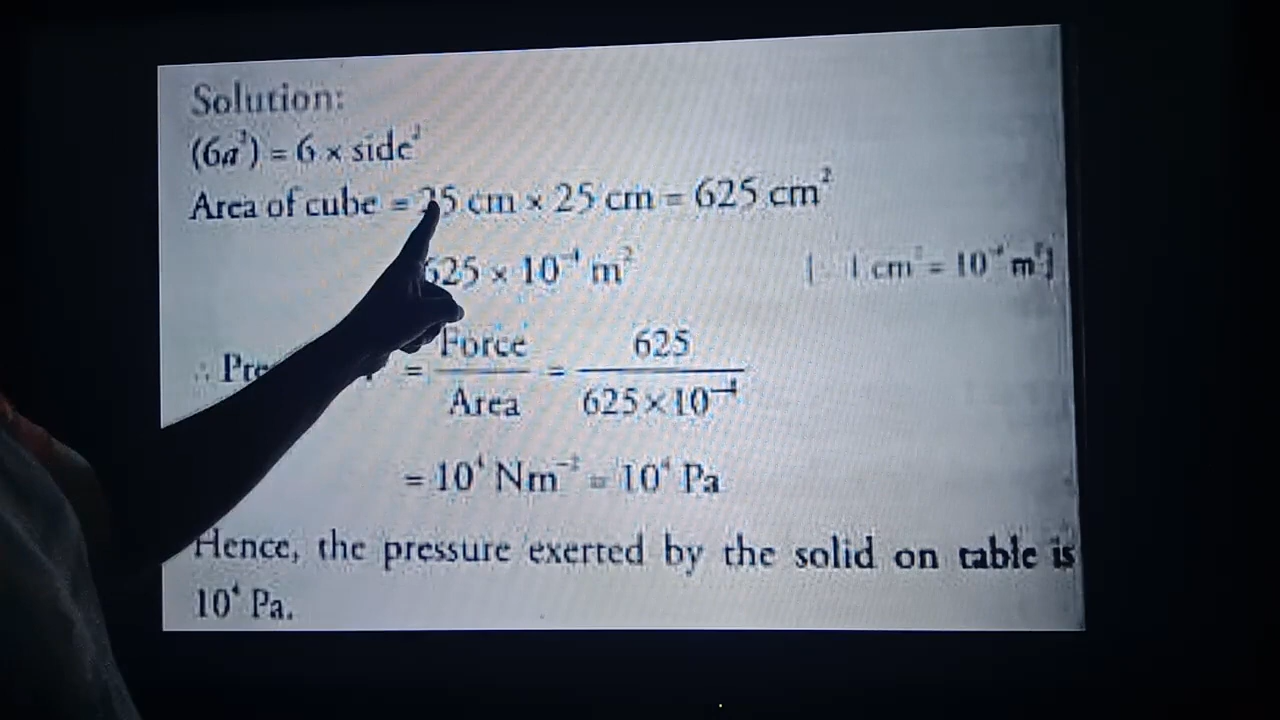 Solution:
(6a²) = 6 × side²
Area of cube = 25 cm × 25 cm = 625 cm²
625 × 10⁻⁴ m² [∵ 1 cm² = 10⁻⁴ m²]
∴ = Force / Area = 625 / 625×10⁻⁴
= 10⁴ Nm⁻² = 10⁴ Pa
Hence, the pressure exerted by the solid on table is
10⁴ Pa.